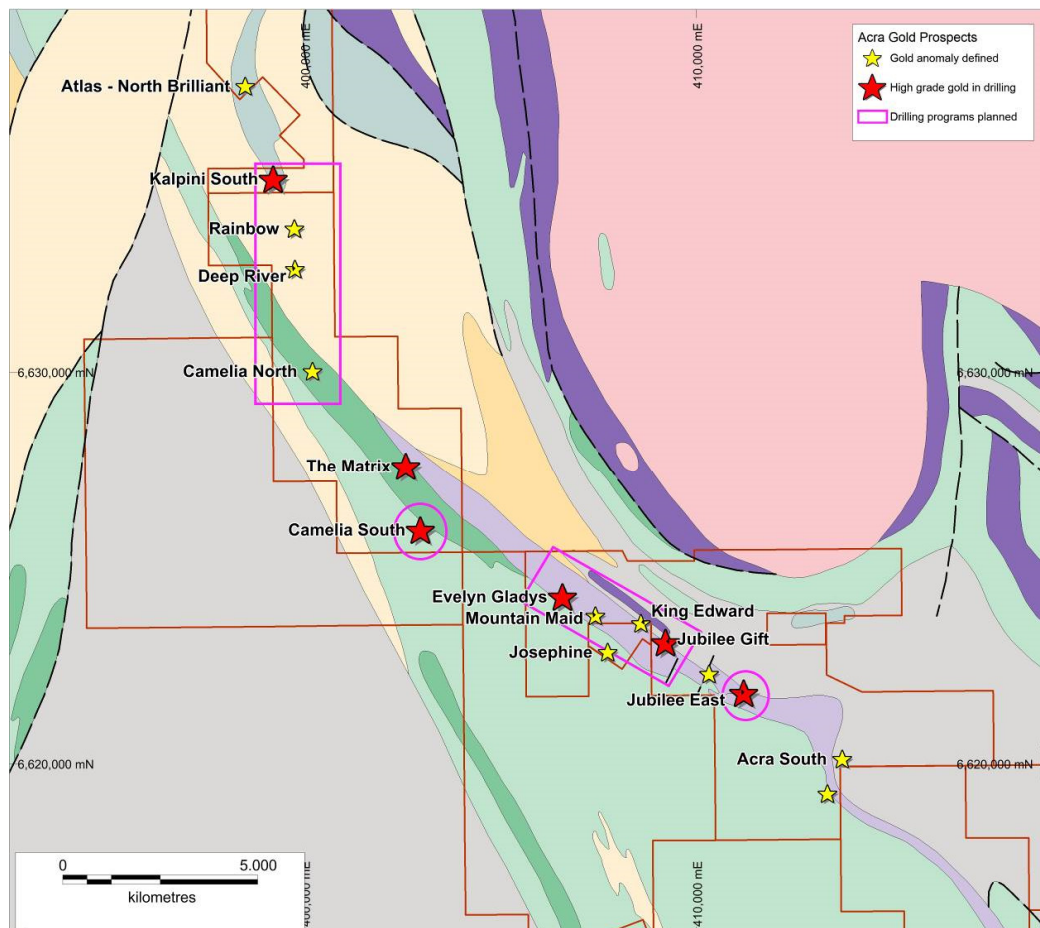 400,000 mE
410,000 mE
Acra Gold Prospects
Gold anomaly defined
High grade gold in drilling
Drilling programs planned
Atlas - North Brilliant
Kalpini South
Rainbow
Deep River
6,630,000 mN
6,630,000 mN
Camelia North
The Matrix
Camelia South
Evelyn Gladys
King Edward
Mountain Maid
Jubilee Gift
Josephine
Jubilee East
Acra South
6,620,000 mN
6,620,000 mN
0
5.000
kilometres
400,000 mE
410,000 mE